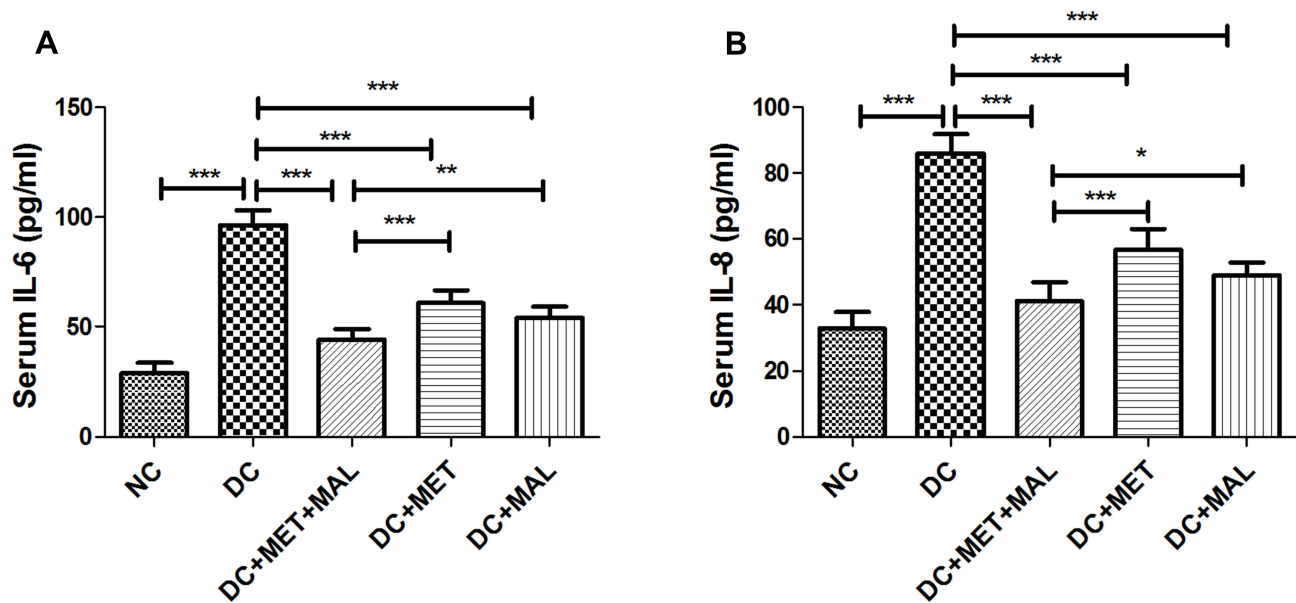 A
Serum IL-6 (pg/ml)
150
100
50
0
***
***
***
***
**
***
NC
DC
DC+MET+MAL
DC+MET
DC+MAL
B
Serum IL-8 (pg/ml)
100
80
60
40
20
0
***
***
***
***
*
***
NC
DC
DC+MET+MAL
DC+MET
DC+MAL